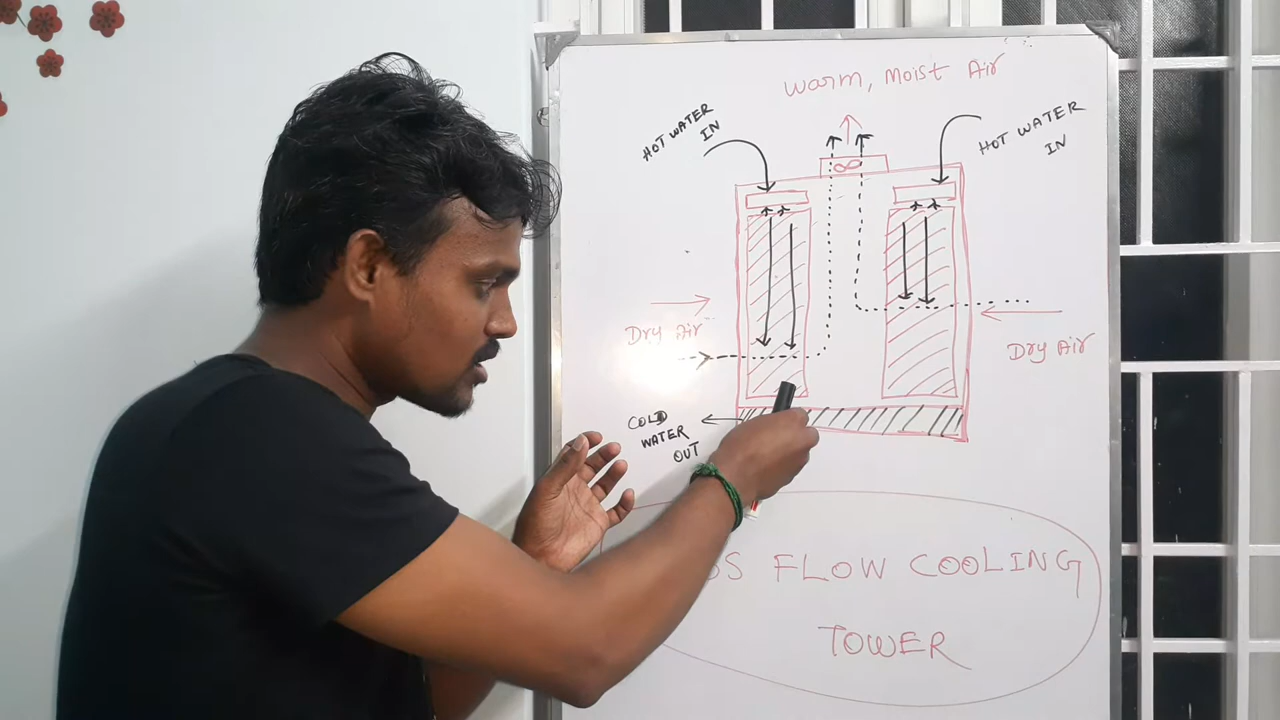 Warm, Moist Air
HOT WATER
IN
HOT WATER
IN
Dry Air
Dry Air
COLD
WATER
OUT
FLOW COOLING
TOWER